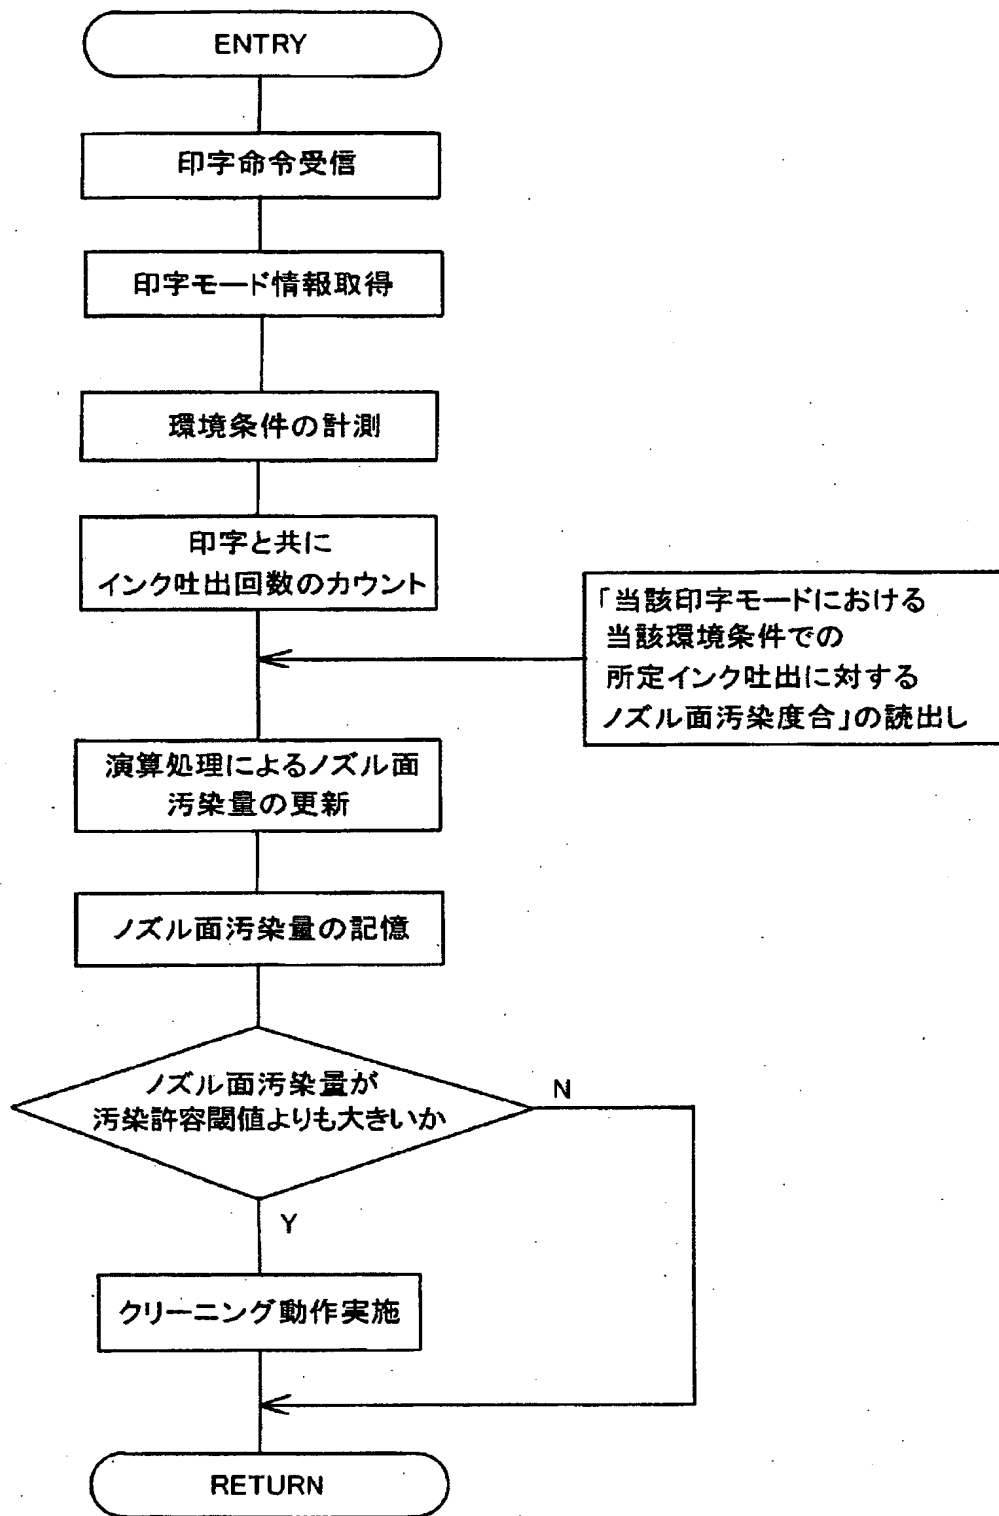 ENTRY
印字命令受信
印字モード情報取得
環境条件の計測
印字と共に
インク吐出回数のカウント
「当該印字モードにおける
当該環境条件での
所定インク吐出に対する
ノズル面汚染度合」の読出し
演算処理によるノズル面
汚染量の更新
ノズル面汚染量の記憶
ノズル面汚染量が
汚染許容閾値よりも大きいか
N
Y
クリーニング動作実施
RETURN